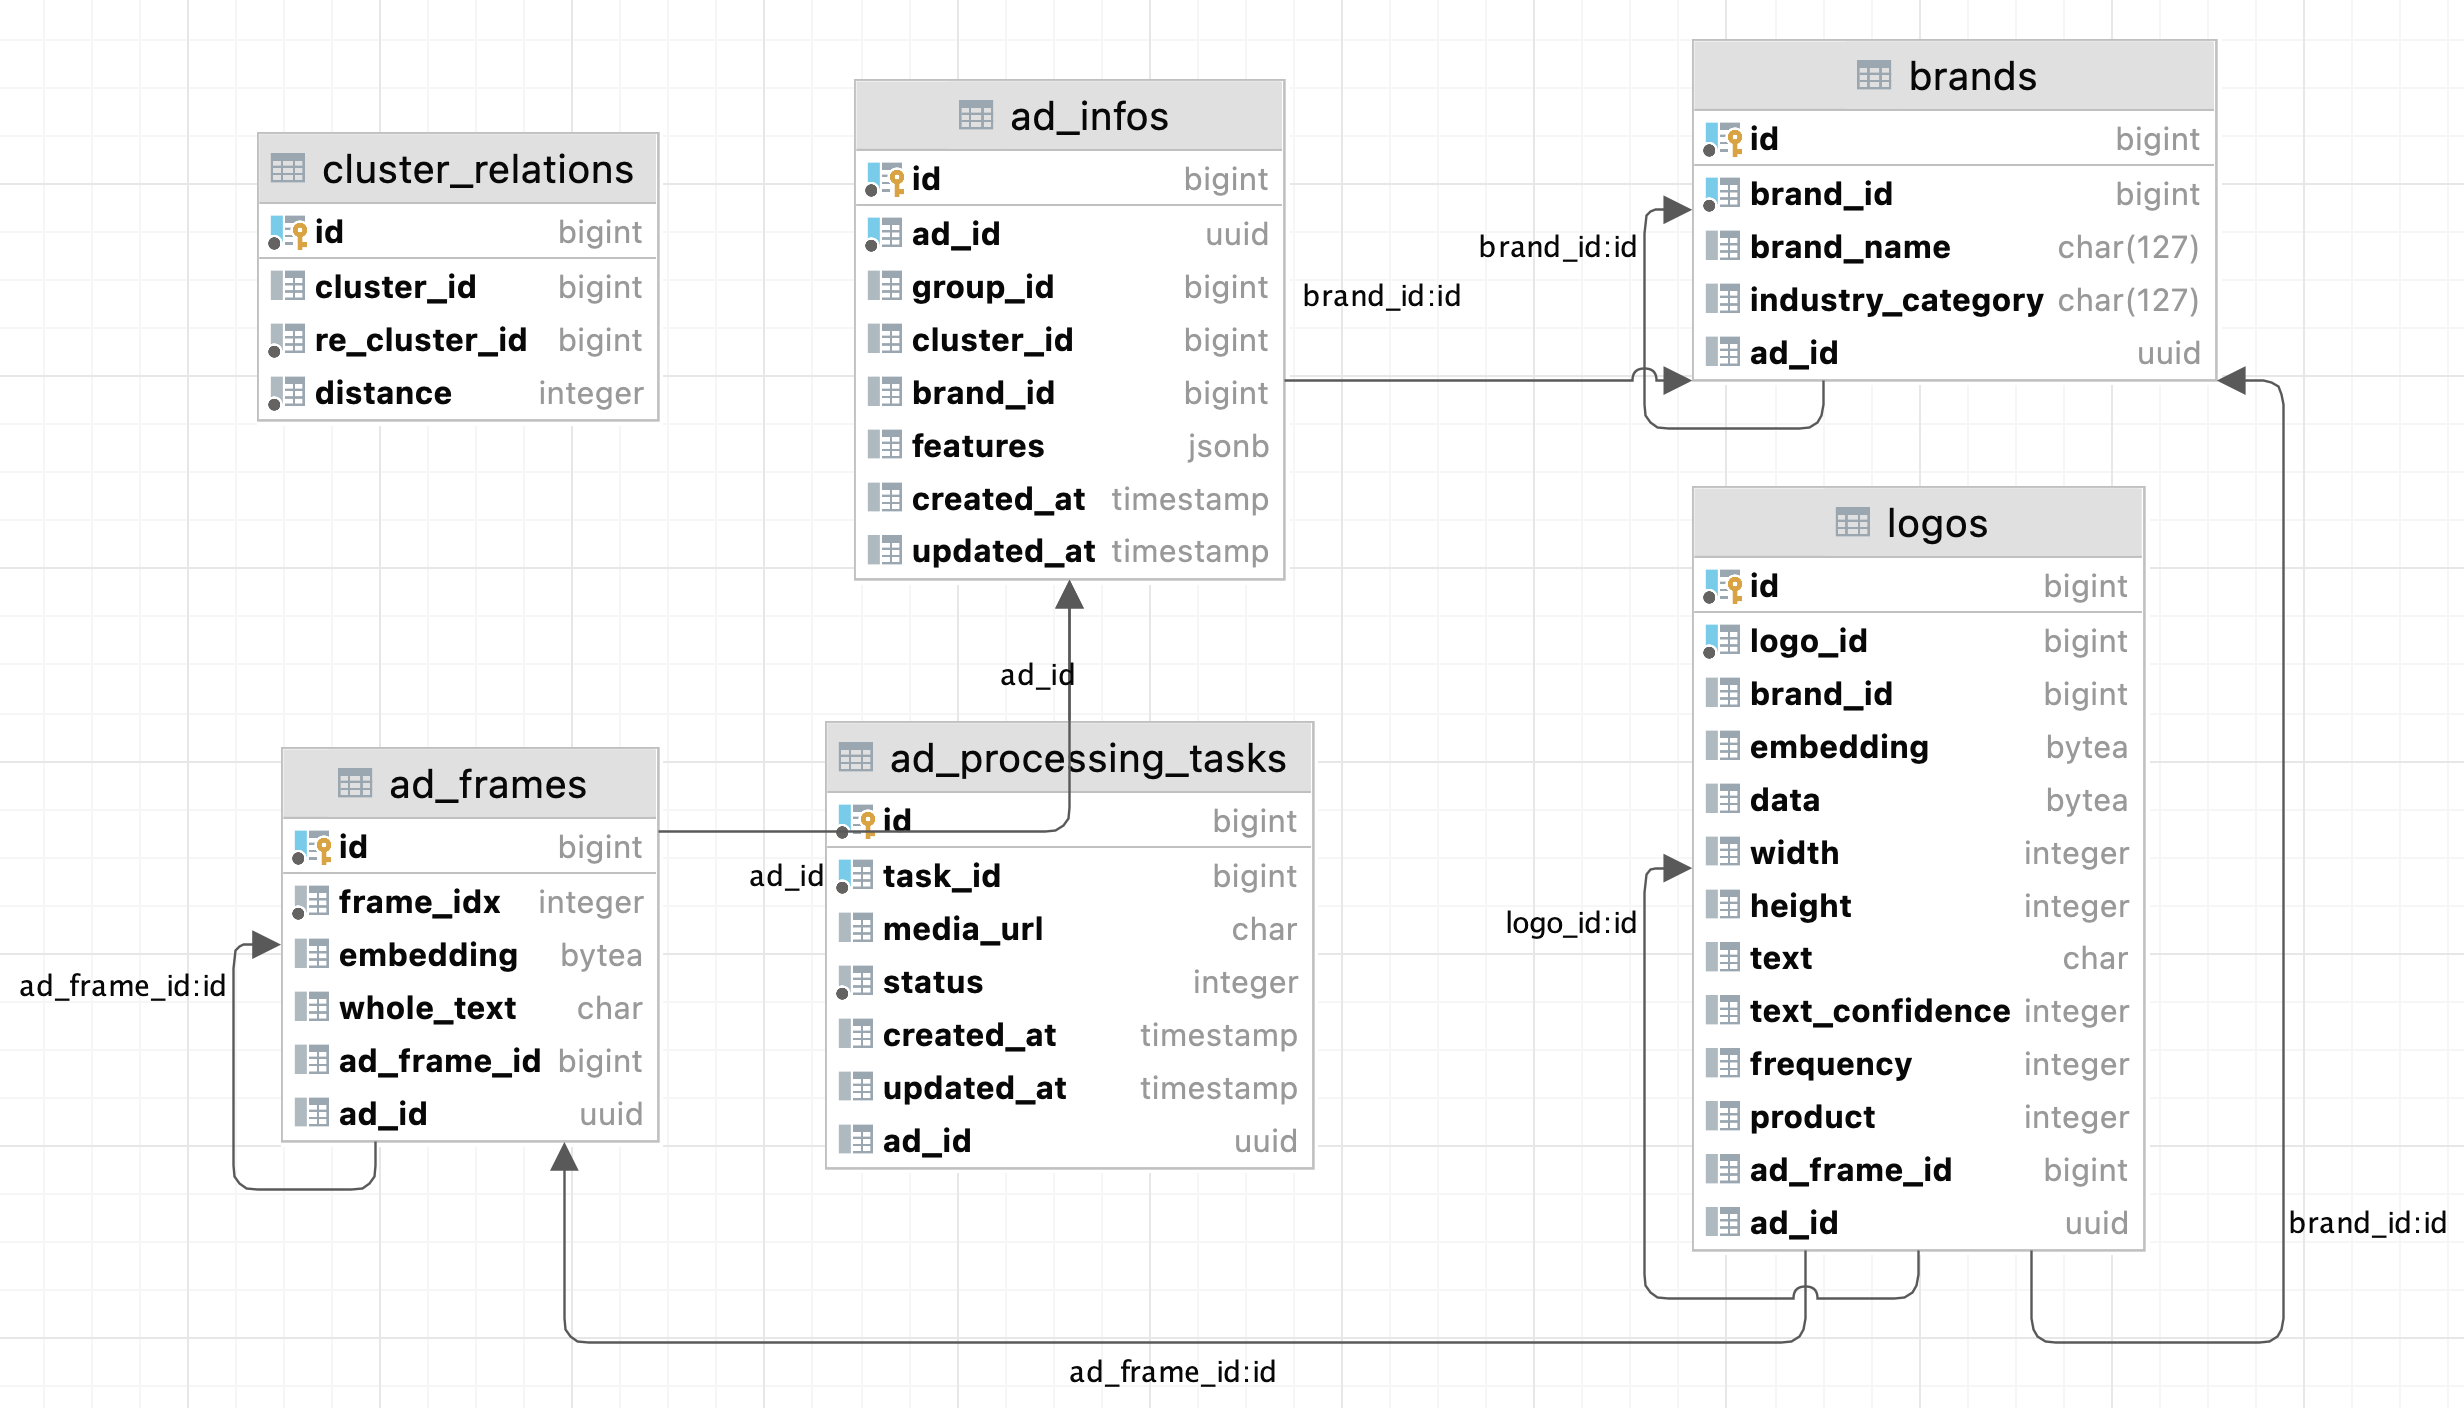 cluster_relations
id bigint
cluster_id bigint
re_cluster_id bigint
distance integer
ad_infos
id bigint
ad_id uuid
group_id bigint
cluster_id bigint
brand_id bigint
features jsonb
created_at timestamp
updated_at timestamp
brands
id bigint
brand_id bigint
brand_name char(127)
industry_category char(127)
ad_id uuid
brand_id:id
brand_id:id
ad_id
ad_frames
id bigint
frame_idx integer
embedding bytea
whole_text char
ad_frame_id bigint
ad_id uuid
ad_frame_id:id
ad_id
ad_processing_tasks
id bigint
task_id bigint
media_url char
status integer
created_at timestamp
updated_at timestamp
ad_id uuid
logos
id bigint
logo_id bigint
brand_id bigint
embedding bytea
data bytea
width integer
height integer
text char
text_confidence integer
frequency integer
product integer
ad_frame_id bigint
ad_id uuid
logo_id:id
brand_id:id
ad_frame_id:id